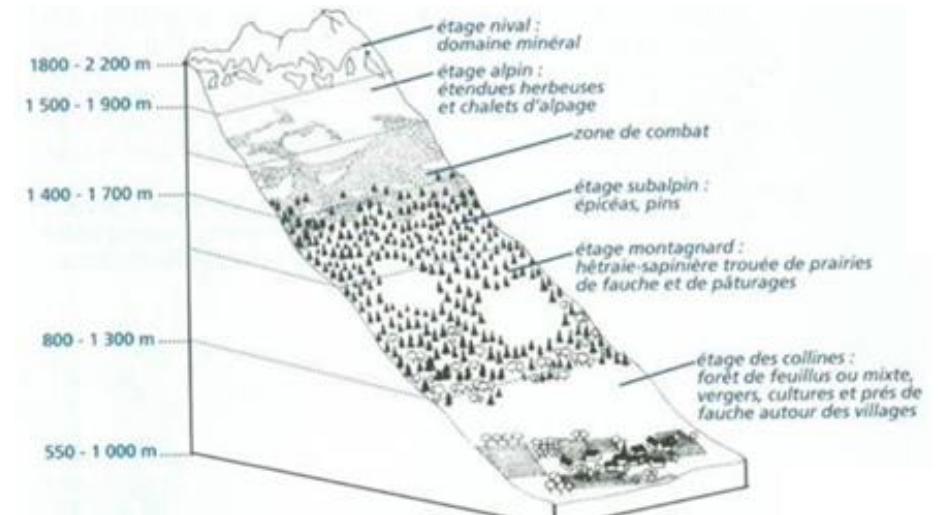 étage nival :
domaine minéral
1800 - 2 200 m
étage alpin :
étendues herbeuses
et chalets d'alpage
1 500 - 1 900 m
zone de combat
1 400 - 1 700 m
étage subalpin :
épicéas, pins
étage montagnard :
hêtraie-sapinière trouée de prairies
de fauche et de pâturages
800 - 1 300 m
étage des collines :
forêt de feuillus ou mixte,
vergers, cultures et prés de
fauche autour des villages
550 - 1 000 m